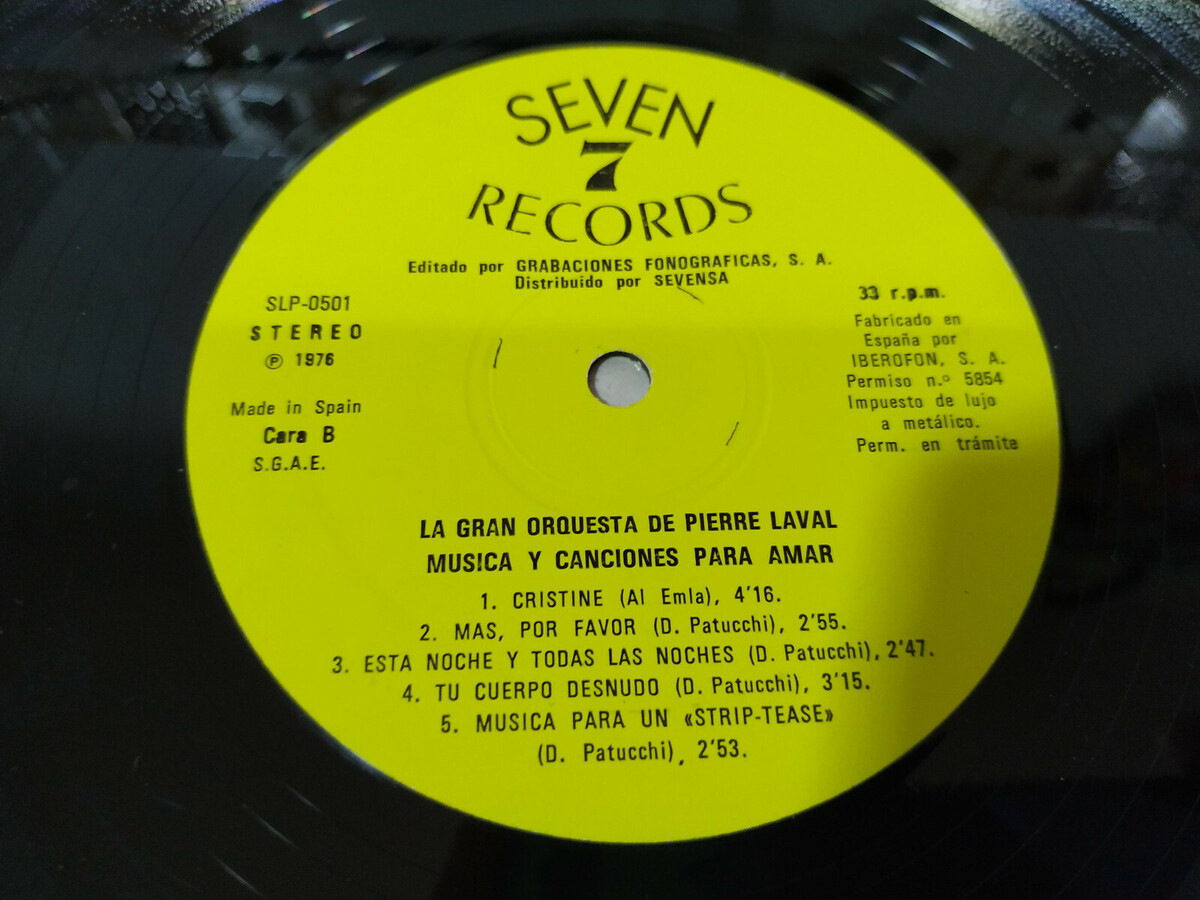 SEVEN
7
RECORDS
Editado por GRABACIONES FONOGRAFICAS, S. A.
Distribuido por SEVENSA
SLP-0501
STEREO
Ⓟ 1976
Made in Spain
Cara B
S.G.A.E.
33 r.p.m.
Fabricado en
España por
IBEROFON, S. A.
Permiso n.º 5854
Impuesto de lujo
a metálico.
Perm. en trámite
LA GRAN ORQUESTA DE PIERRE LAVAL
MUSICA Y CANCIONES PARA AMAR
1. CRISTINE (Al Emla), 4'16.
2. MAS, POR FAVOR (D. Patucchi), 2'55.
3. ESTA NOCHE Y TODAS LAS NOCHES (D. Patucchi), 2'47.
4. TU CUERPO DESNUDO (D. Patucchi), 3'15.
5. MUSICA PARA UN «STRIP-TEASE»
(D. Patucchi), 2'53.